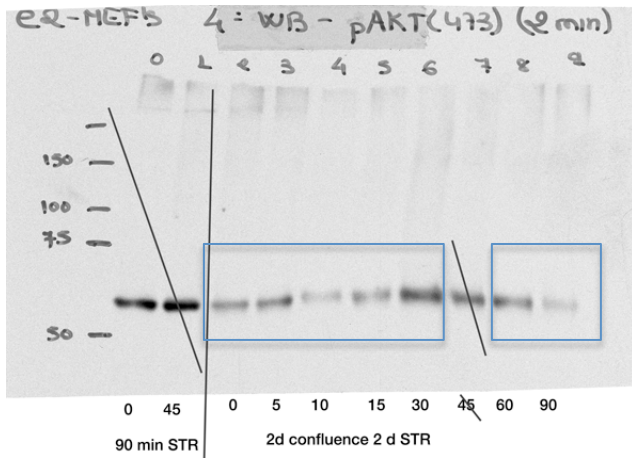 e2-MEFs 4 = WB - pAKT(473) (2 min)
0 1 2 3 4 5 6 7 8 9
150
100
75
50
0 45 0 5 10 15 30 45 60 90
90 min STR 2d confluence 2 d STR